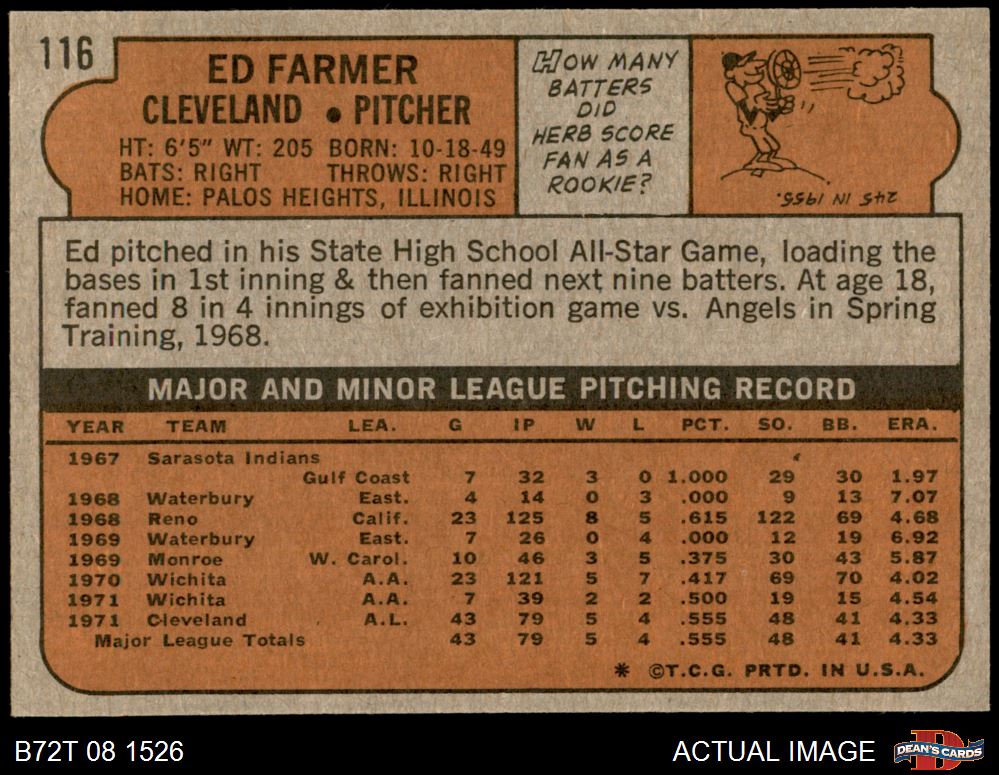 116
ED FARMER
CLEVELAND • PITCHER
HT: 6'5" WT: 205 BORN: 10-18-49
BATS: RIGHT THROWS: RIGHT
HOME: PALOS HEIGHTS, ILLINOIS
HOW MANY
BATTERS
DID
HERB SCORE
FAN AS A
ROOKIE?
245 IN 1955.
Ed pitched in his State High School All-Star Game, loading the
bases in 1st inning & then fanned next nine batters. At age 18,
fanned 8 in 4 innings of exhibition game vs. Angels in Spring
Training, 1968.
MAJOR AND MINOR LEAGUE PITCHING RECORD
YEAR TEAM LEA. G IP W L PCT. SO. BB. ERA.
1967 Sarasota Indians
Gulf Coast 7 32 3 0 1.000 29 30 1.97
1968 Waterbury East. 4 14 0 3 .000 9 13 7.07
1968 Reno Calif. 23 125 8 5 .615 122 69 4.68
1969 Waterbury East. 7 26 0 4 .000 12 19 6.92
1969 Monroe W. Carol. 10 46 3 5 .375 30 43 5.87
1970 Wichita A.A. 23 121 5 7 .417 69 70 4.02
1971 Wichita A.A. 7 39 2 2 .500 19 15 4.54
1971 Cleveland A.L. 43 79 5 4 .555 48 41 4.33
Major League Totals 43 79 5 4 .555 48 41 4.33
* ©T.C.G. PRTD. IN U.S.A.
B72T 08 1526
ACTUAL IMAGE
DEAN'S CARDS